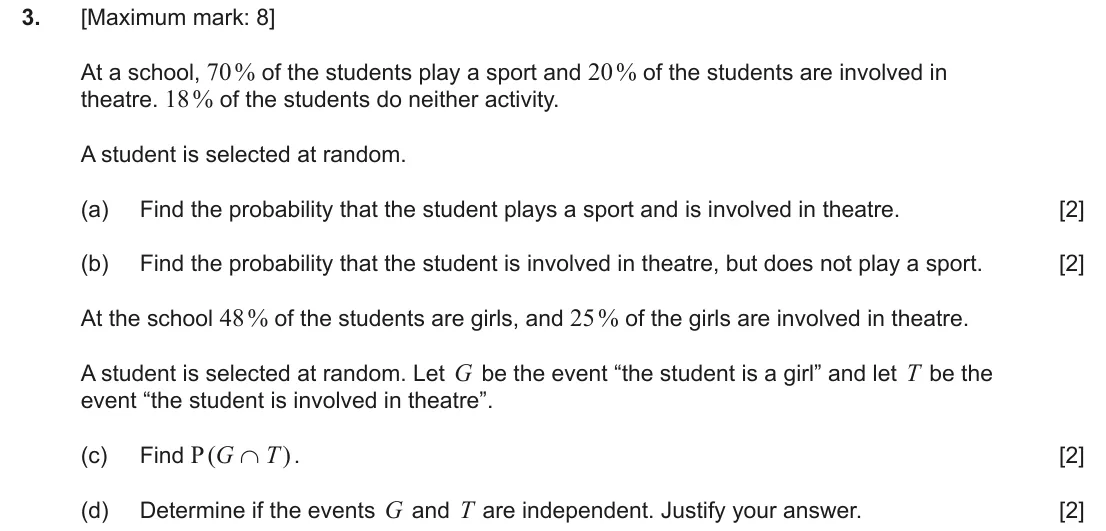 3. [Maximum mark: 8]
At a school, 70% of the students play a sport and 20% of the students are involved in
theatre. 18% of the students do neither activity.
A student is selected at random.
(a) Find the probability that the student plays a sport and is involved in theatre. [2]
(b) Find the probability that the student is involved in theatre, but does not play a sport. [2]
At the school 48% of the students are girls, and 25% of the girls are involved in theatre.
A student is selected at random. Let G be the event “the student is a girl” and let T be the
event “the student is involved in theatre”.
(c) Find P(G ∩ T). [2]
(d) Determine if the events G and T are independent. Justify your answer. [2]